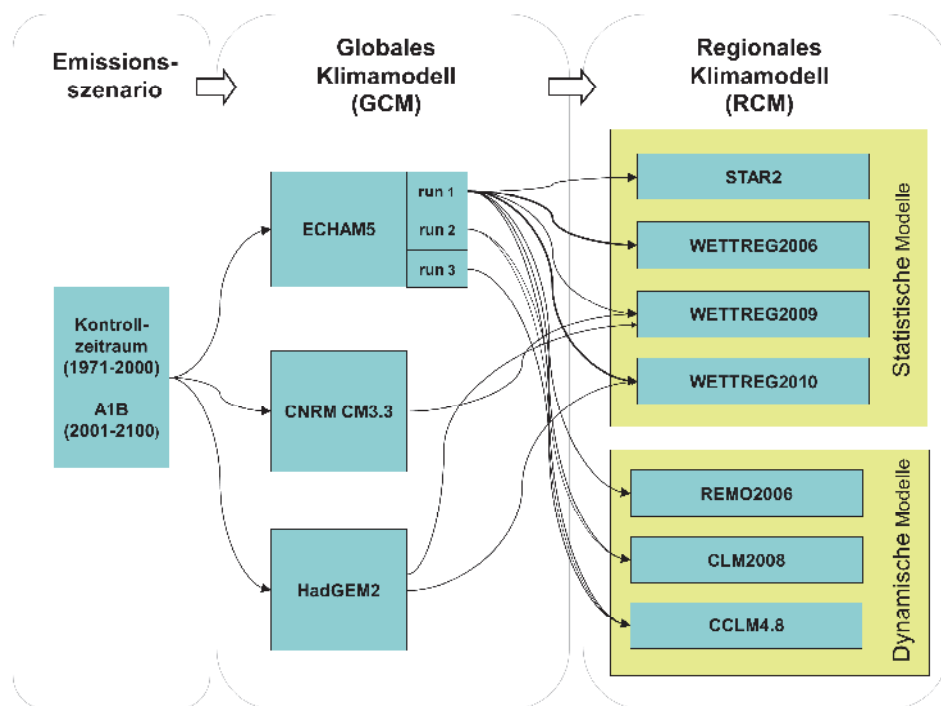 Emissions-
szenario
Globales
Klimamodell
(GCM)
Regionales
Klimamodell
(RCM)
Kontroll-
zeitraum
(1971-2000)
A1B
(2001-2100)
ECHAM5
run 1
run 2
run 3
CNRM CM3.3
HadGEM2
STAR2
WETTREG2006
WETTREG2009
WETTREG2010
Statistische Modelle
REMO2006
CLM2008
CCLM4.8
Dynamische Modelle